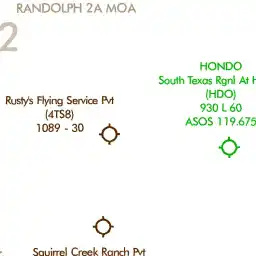 RANDOLPH 2A MOA
2
HONDO
South Texas Rgnl At H
(HDO)
930 L 60
ASOS 119.675
Rusty's Flying Service Pvt
(4TS8)
1089 - 30
Squirrel Creek Ranch Pvt